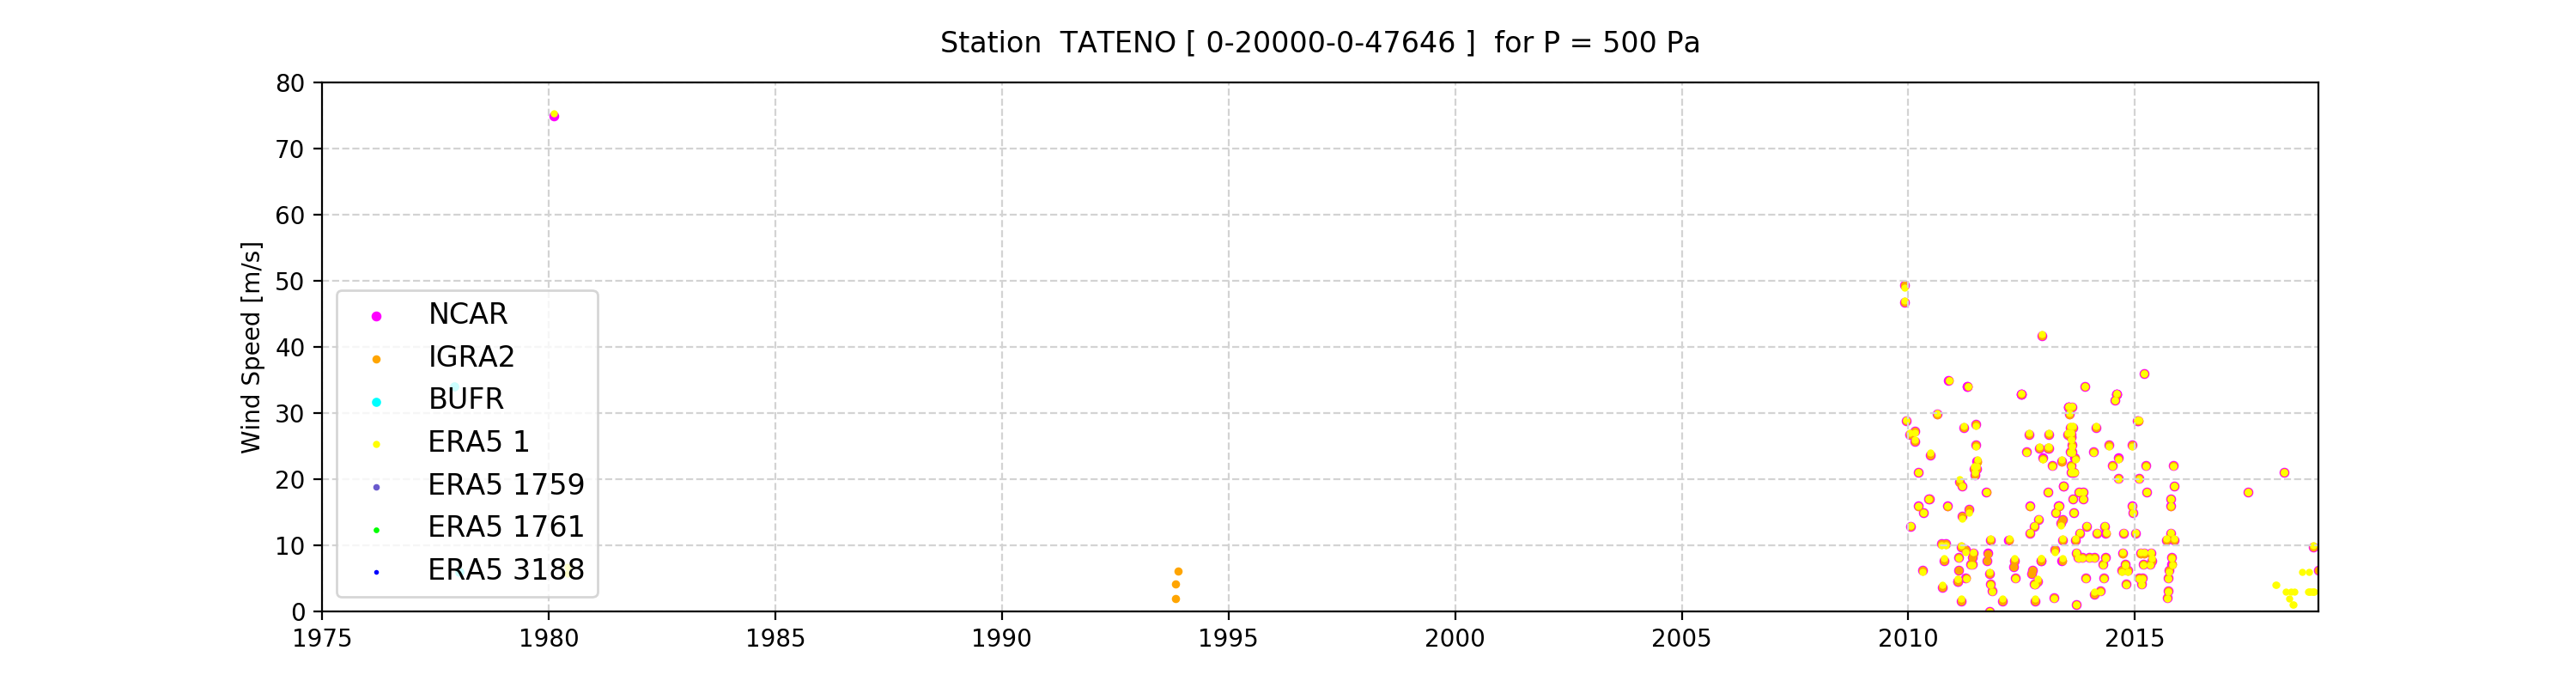 Station  TATENO [ 0-20000-0-47646 ]  for P = 500 Pa
Wind Speed [m/s]
80
70
60
50
40
30
20
10
0
NCAR
IGRA2
BUFR
ERA5 1
ERA5 1759
ERA5 1761
ERA5 3188
1975 1980 1985 1990 1995 2000 2005 2010 2015